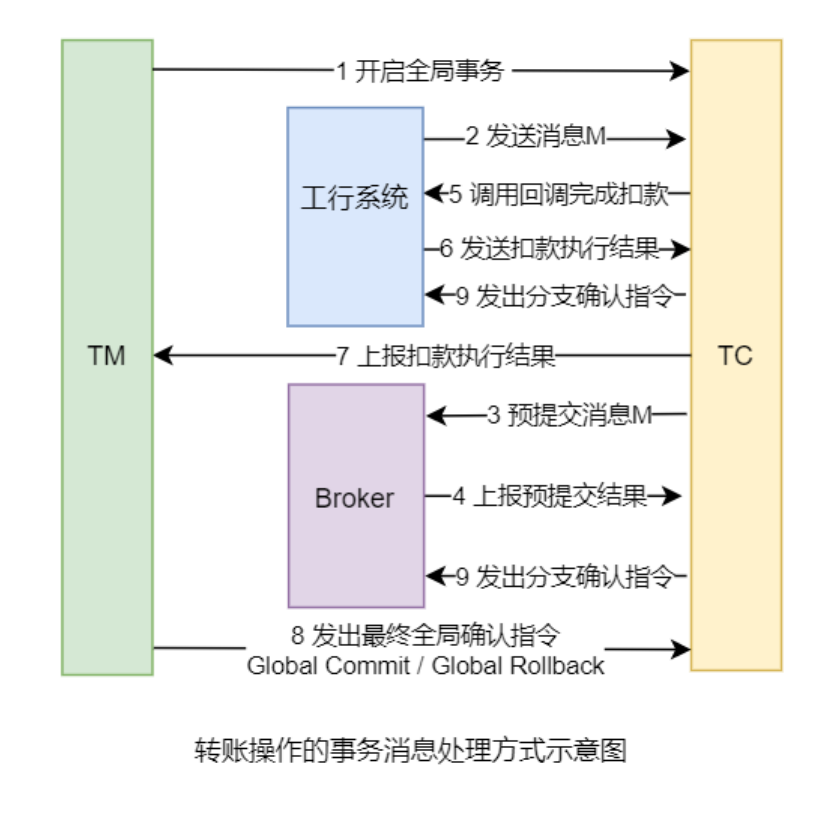 1 开启全局事务
2 发送消息M
工行系统
5 调用回调完成扣款
6 发送扣款执行结果
9 发出分支确认指令
TM
7 上报扣款执行结果
TC
3 预提交消息M
Broker
4 上报预提交结果
9 发出分支确认指令
8 发出最终全局确认指令
Global Commit / Global Rollback
转账操作的事务消息处理方式示意图